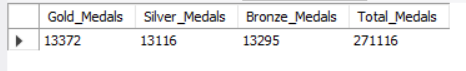 Gold_Medals Silver_Medals Bronze_Medals Total_Medals
13372 13116 13295 271116